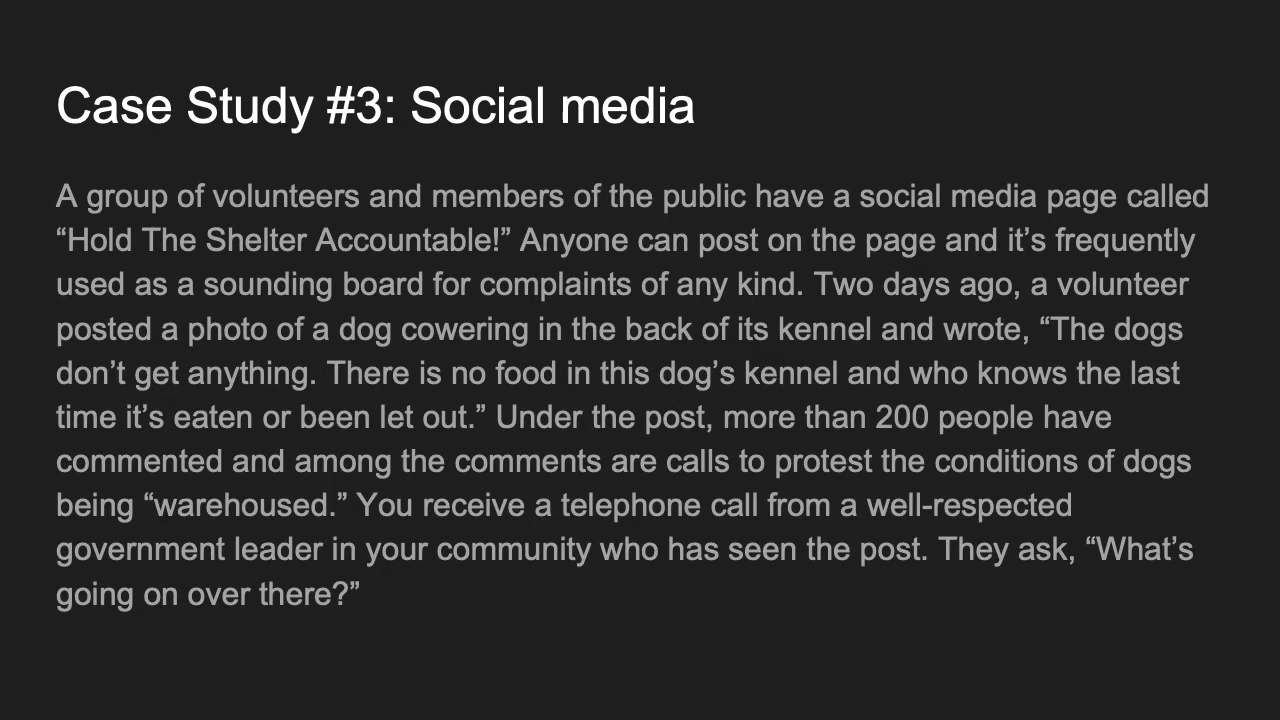 Case Study #3: Social media
A group of volunteers and members of the public have a social media page called
“Hold The Shelter Accountable!” Anyone can post on the page and it’s frequently
used as a sounding board for complaints of any kind. Two days ago, a volunteer
posted a photo of a dog cowering in the back of its kennel and wrote, “The dogs
don’t get anything. There is no food in this dog’s kennel and who knows the last
time it’s eaten or been let out.” Under the post, more than 200 people have
commented and among the comments are calls to protest the conditions of dogs
being “warehoused.” You receive a telephone call from a well-respected
government leader in your community who has seen the post. They ask, “What’s
going on over there?”